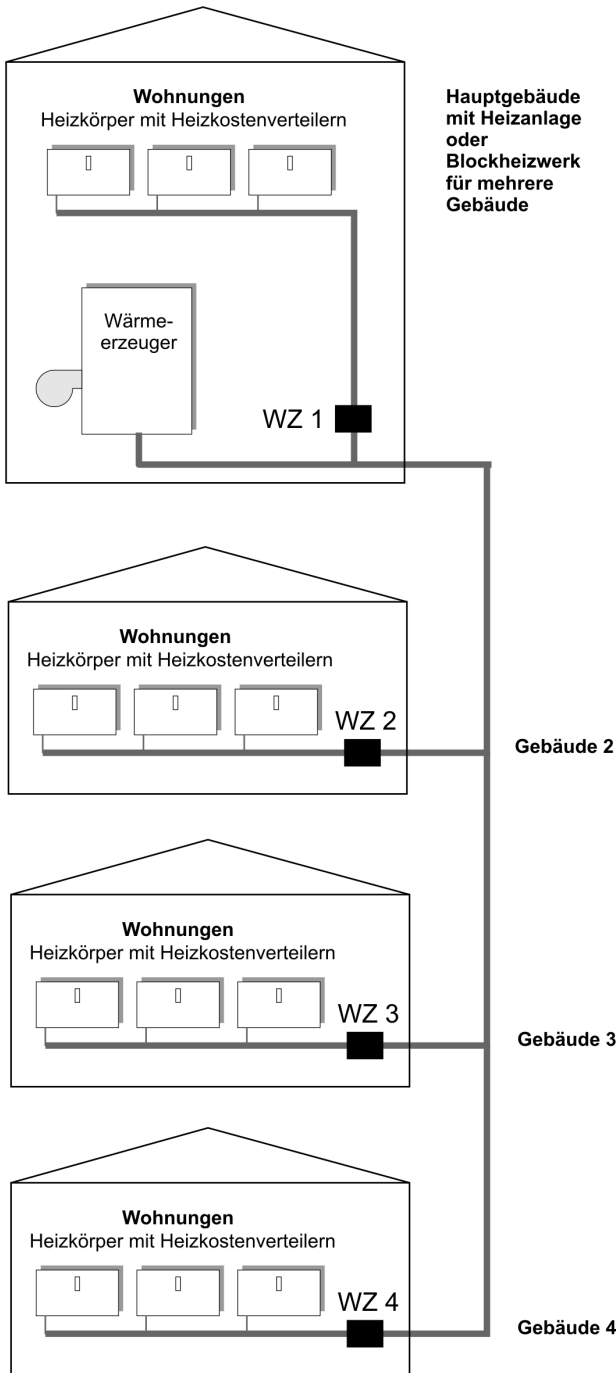 Wohnungen
Heizkörper mit Heizkostenverteilern
Hauptgebäude
mit Heizanlage
oder
Blockheizwerk
für mehrere
Gebäude
Wärme-
erzeuger
WZ 1
Wohnungen
Heizkörper mit Heizkostenverteilern
WZ 2
Gebäude 2
Wohnungen
Heizkörper mit Heizkostenverteilern
WZ 3
Gebäude 3
Wohnungen
Heizkörper mit Heizkostenverteilern
WZ 4
Gebäude 4